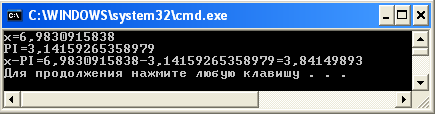 C:\WINDOWS\system32\cmd.exe
x=6,9830915838
PI=3,14159265358979
x-PI=6,9830915838-3,14159265358979=3,84149893
Для продолжения нажмите любую клавишу . . .